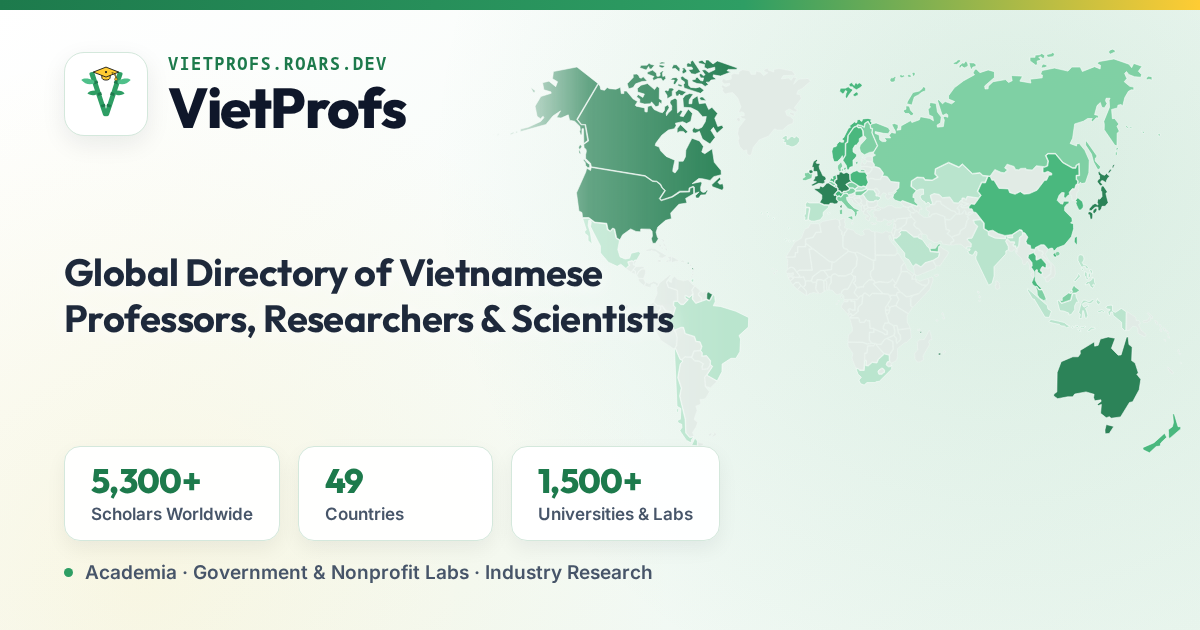 VIETPROFS.ROARS.DEV
VietProfs
Global Directory of Vietnamese
Professors, Researchers & Scientists
5,300+
Scholars Worldwide
49
Countries
1,500+
Universities & Labs
Academia · Government & Nonprofit Labs · Industry Research